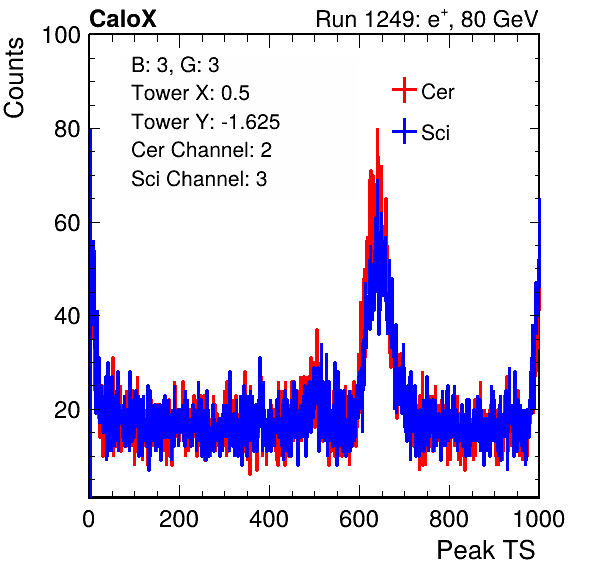 CaloX Run 1249: e+, 80 GeV
Counts
100
80
60
40
20
B: 3, G: 3
Tower X: 0.5
Tower Y: -1.625
Cer Channel: 2
Sci Channel: 3
Cer
Sci
0 200 400 600 800 1000
Peak TS